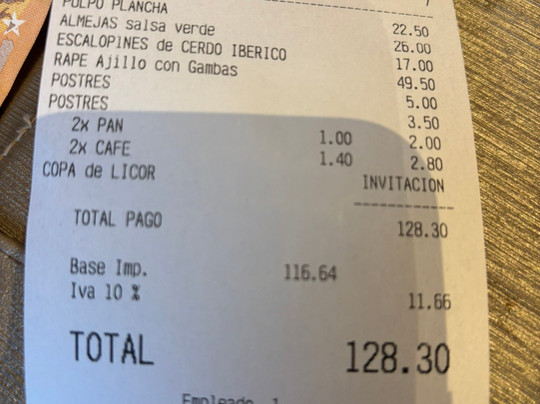 PULPO PLANCHA 22.50
ALMEJAS salsa verde 26.00
ESCALOPINES de CERDO IBERICO 17.00
RAPE Ajillo con Gambas 49.50
POSTRES 5.00
POSTRES 3.50
2x PAN 1.00 2.00
2x CAFE 1.40 2.80
COPA de LICOR INVITACION
TOTAL PAGO 128.30
Base Imp. 116.64
Iva 10 % 11.66
TOTAL 128.30
Empleado 1